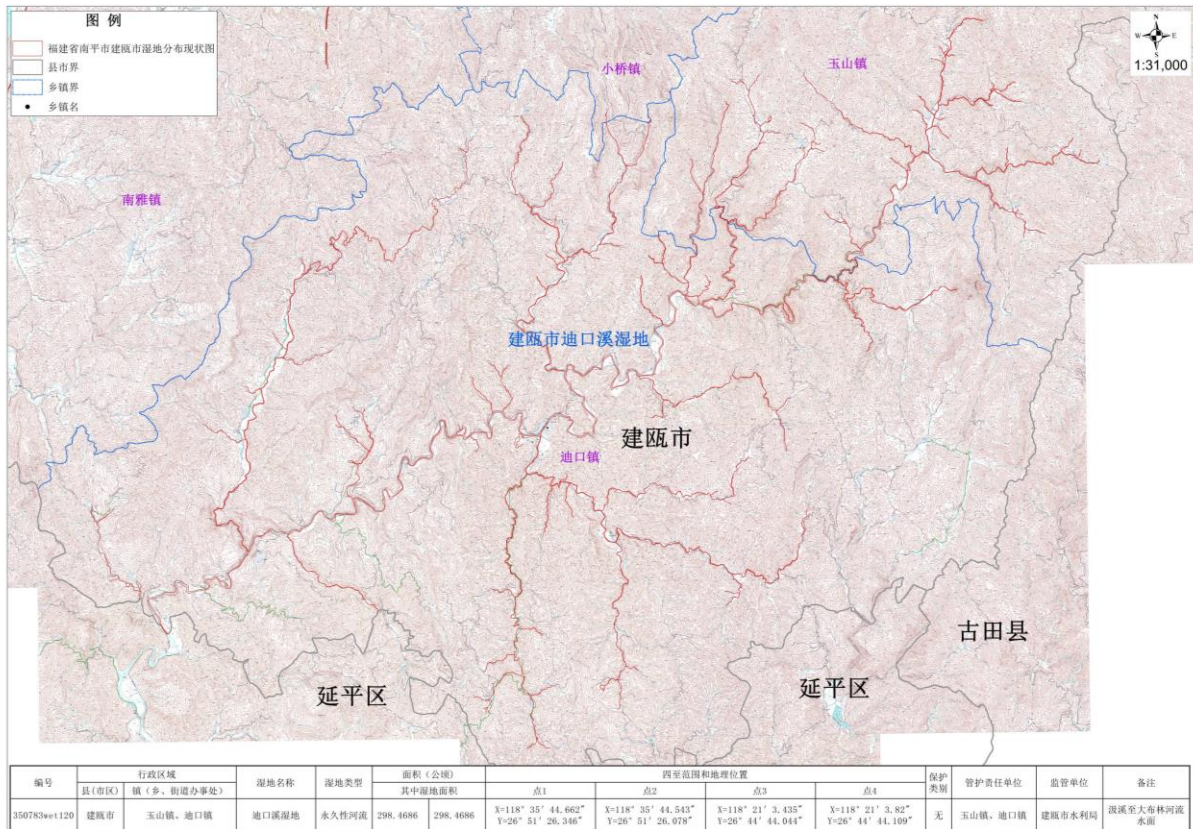 图 例
福建省南平市建瓯市湿地分布现状图
县市界
乡镇界
乡镇名
N
W E
S
1:31,000
小桥镇
玉山镇
南雅镇
建瓯市迪口溪湿地
建瓯市
迪口镇
古田县
延平区
延平区
编号 行政区域 湿地名称 湿地类型 面积（公顷） 四至范围和地理位置 保护类别 管护责任单位 监管单位 备注
县(市区) 镇（乡、街道办事处） 其中湿地面积 点1 点2 点3 点4
350783wet120 建瓯市 玉山镇、迪口镇 迪口溪湿地 永久性河流 298.4686 298.4686 X=118° 35′ 44.662″ X=118° 35′ 44.543″ X=118° 21′ 3.435″ X=118° 21′ 3.82″ 无 玉山镇、迪口镇 建瓯市水利局 汲溪至大布林河流
Y=26° 51′ 26.346″ Y=26° 51′ 26.078″ Y=26° 44′ 44.044″ Y=26° 44′ 44.109″ 水面